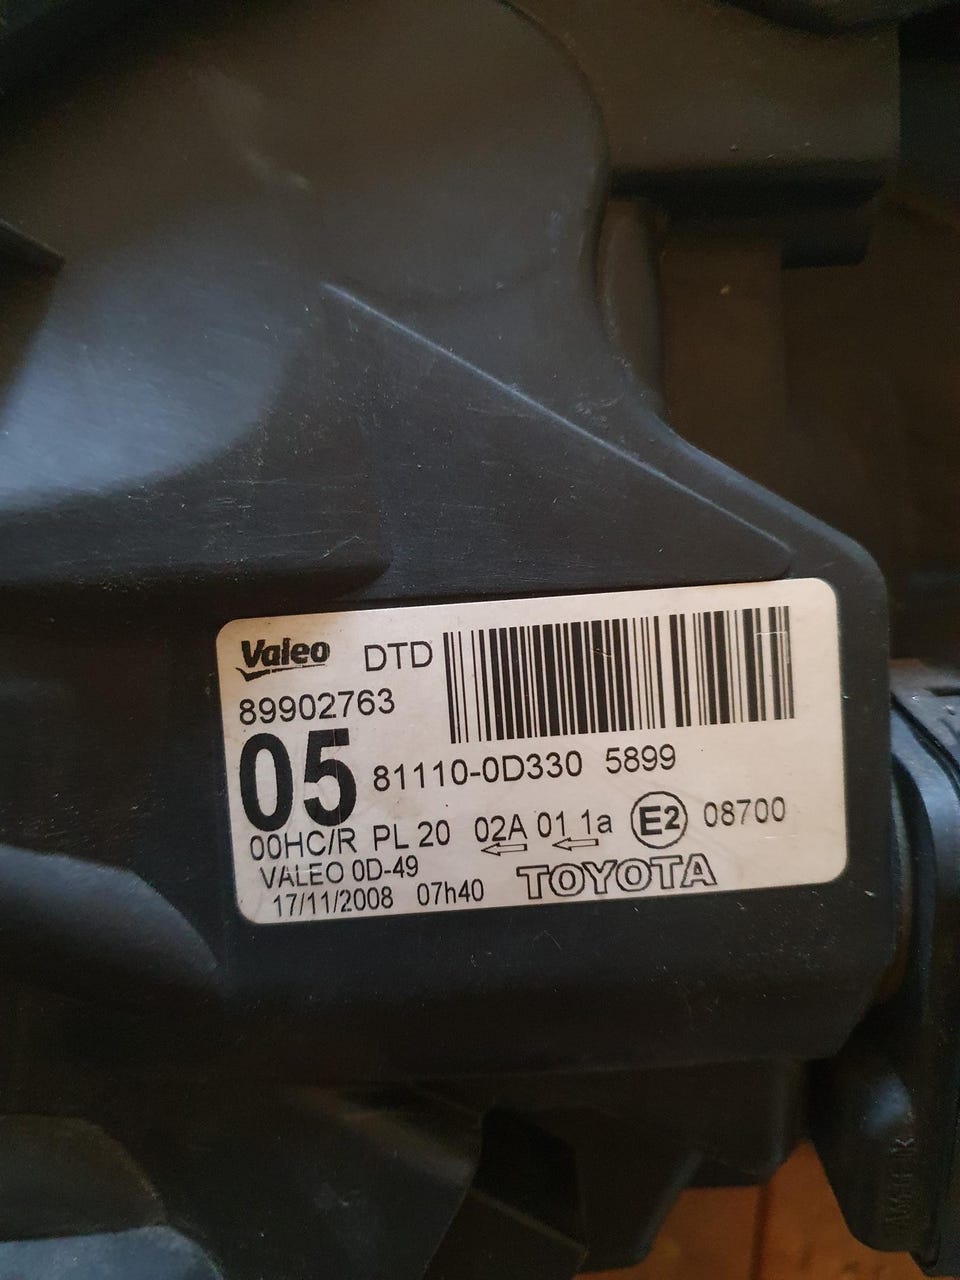 Valeo DTD
89902763
05 81110-0D330 5899
00HC/R PL 20 02A 01 1a E2 08700
VALEO 0D-49
17/11/2008 07h40 TOYOTA